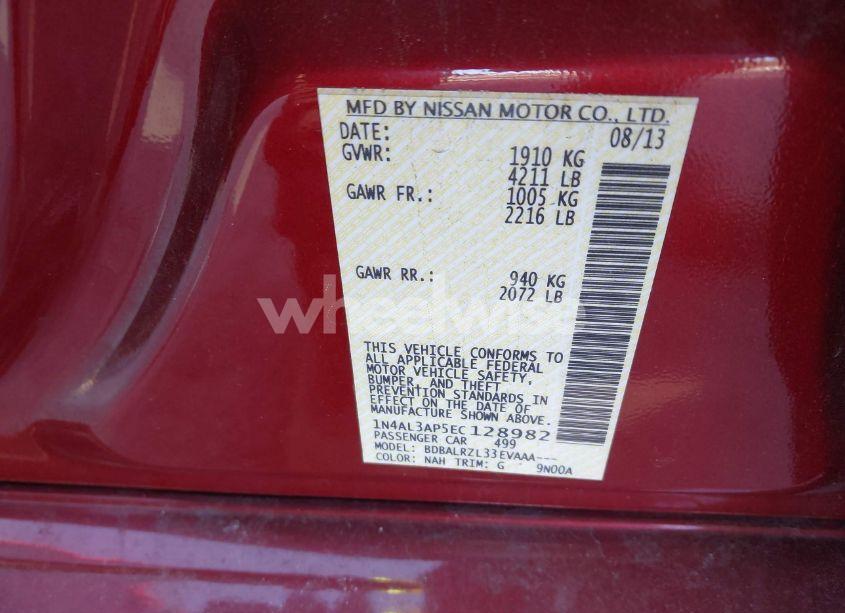 MFD BY NISSAN MOTOR CO., LTD.
DATE: 08/13
GVWR: 1910 KG
4211 LB
GAWR FR.: 1005 KG
2216 LB
GAWR RR.: 940 KG
2072 LB
wheelwise
THIS VEHICLE CONFORMS TO
ALL APPLICABLE FEDERAL
MOTOR VEHICLE SAFETY,
BUMPER, AND THEFT
PREVENTION STANDARDS IN
EFFECT ON THE DATE OF
MANUFACTURE SHOWN ABOVE.
1N4AL3AP5EC128982
PASSENGER CAR 499
MODEL: BDBALRZL33EVAAA---
COLOR: NAH TRIM: G 9N00A